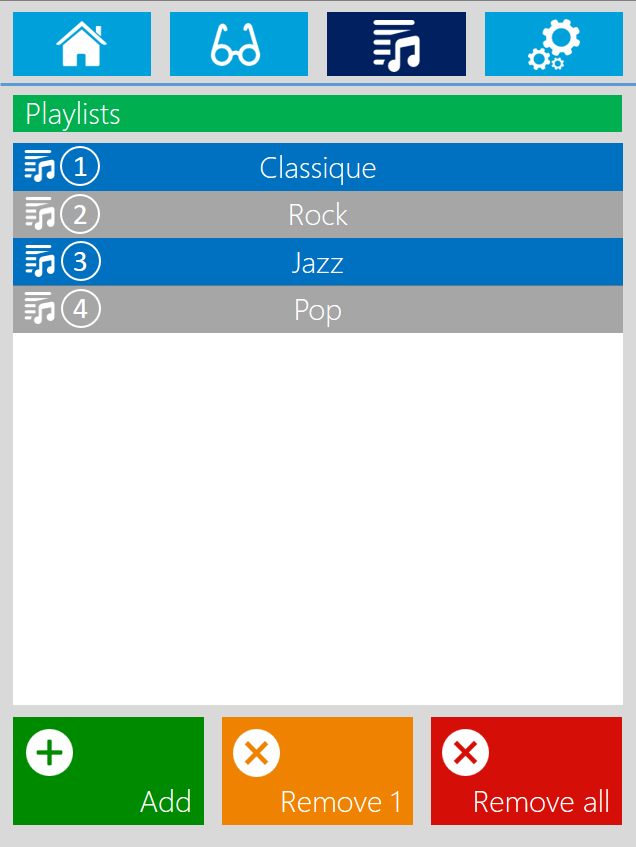 Playlists
1 Classique
2 Rock
3 Jazz
4 Pop
Add
Remove 1
Remove all